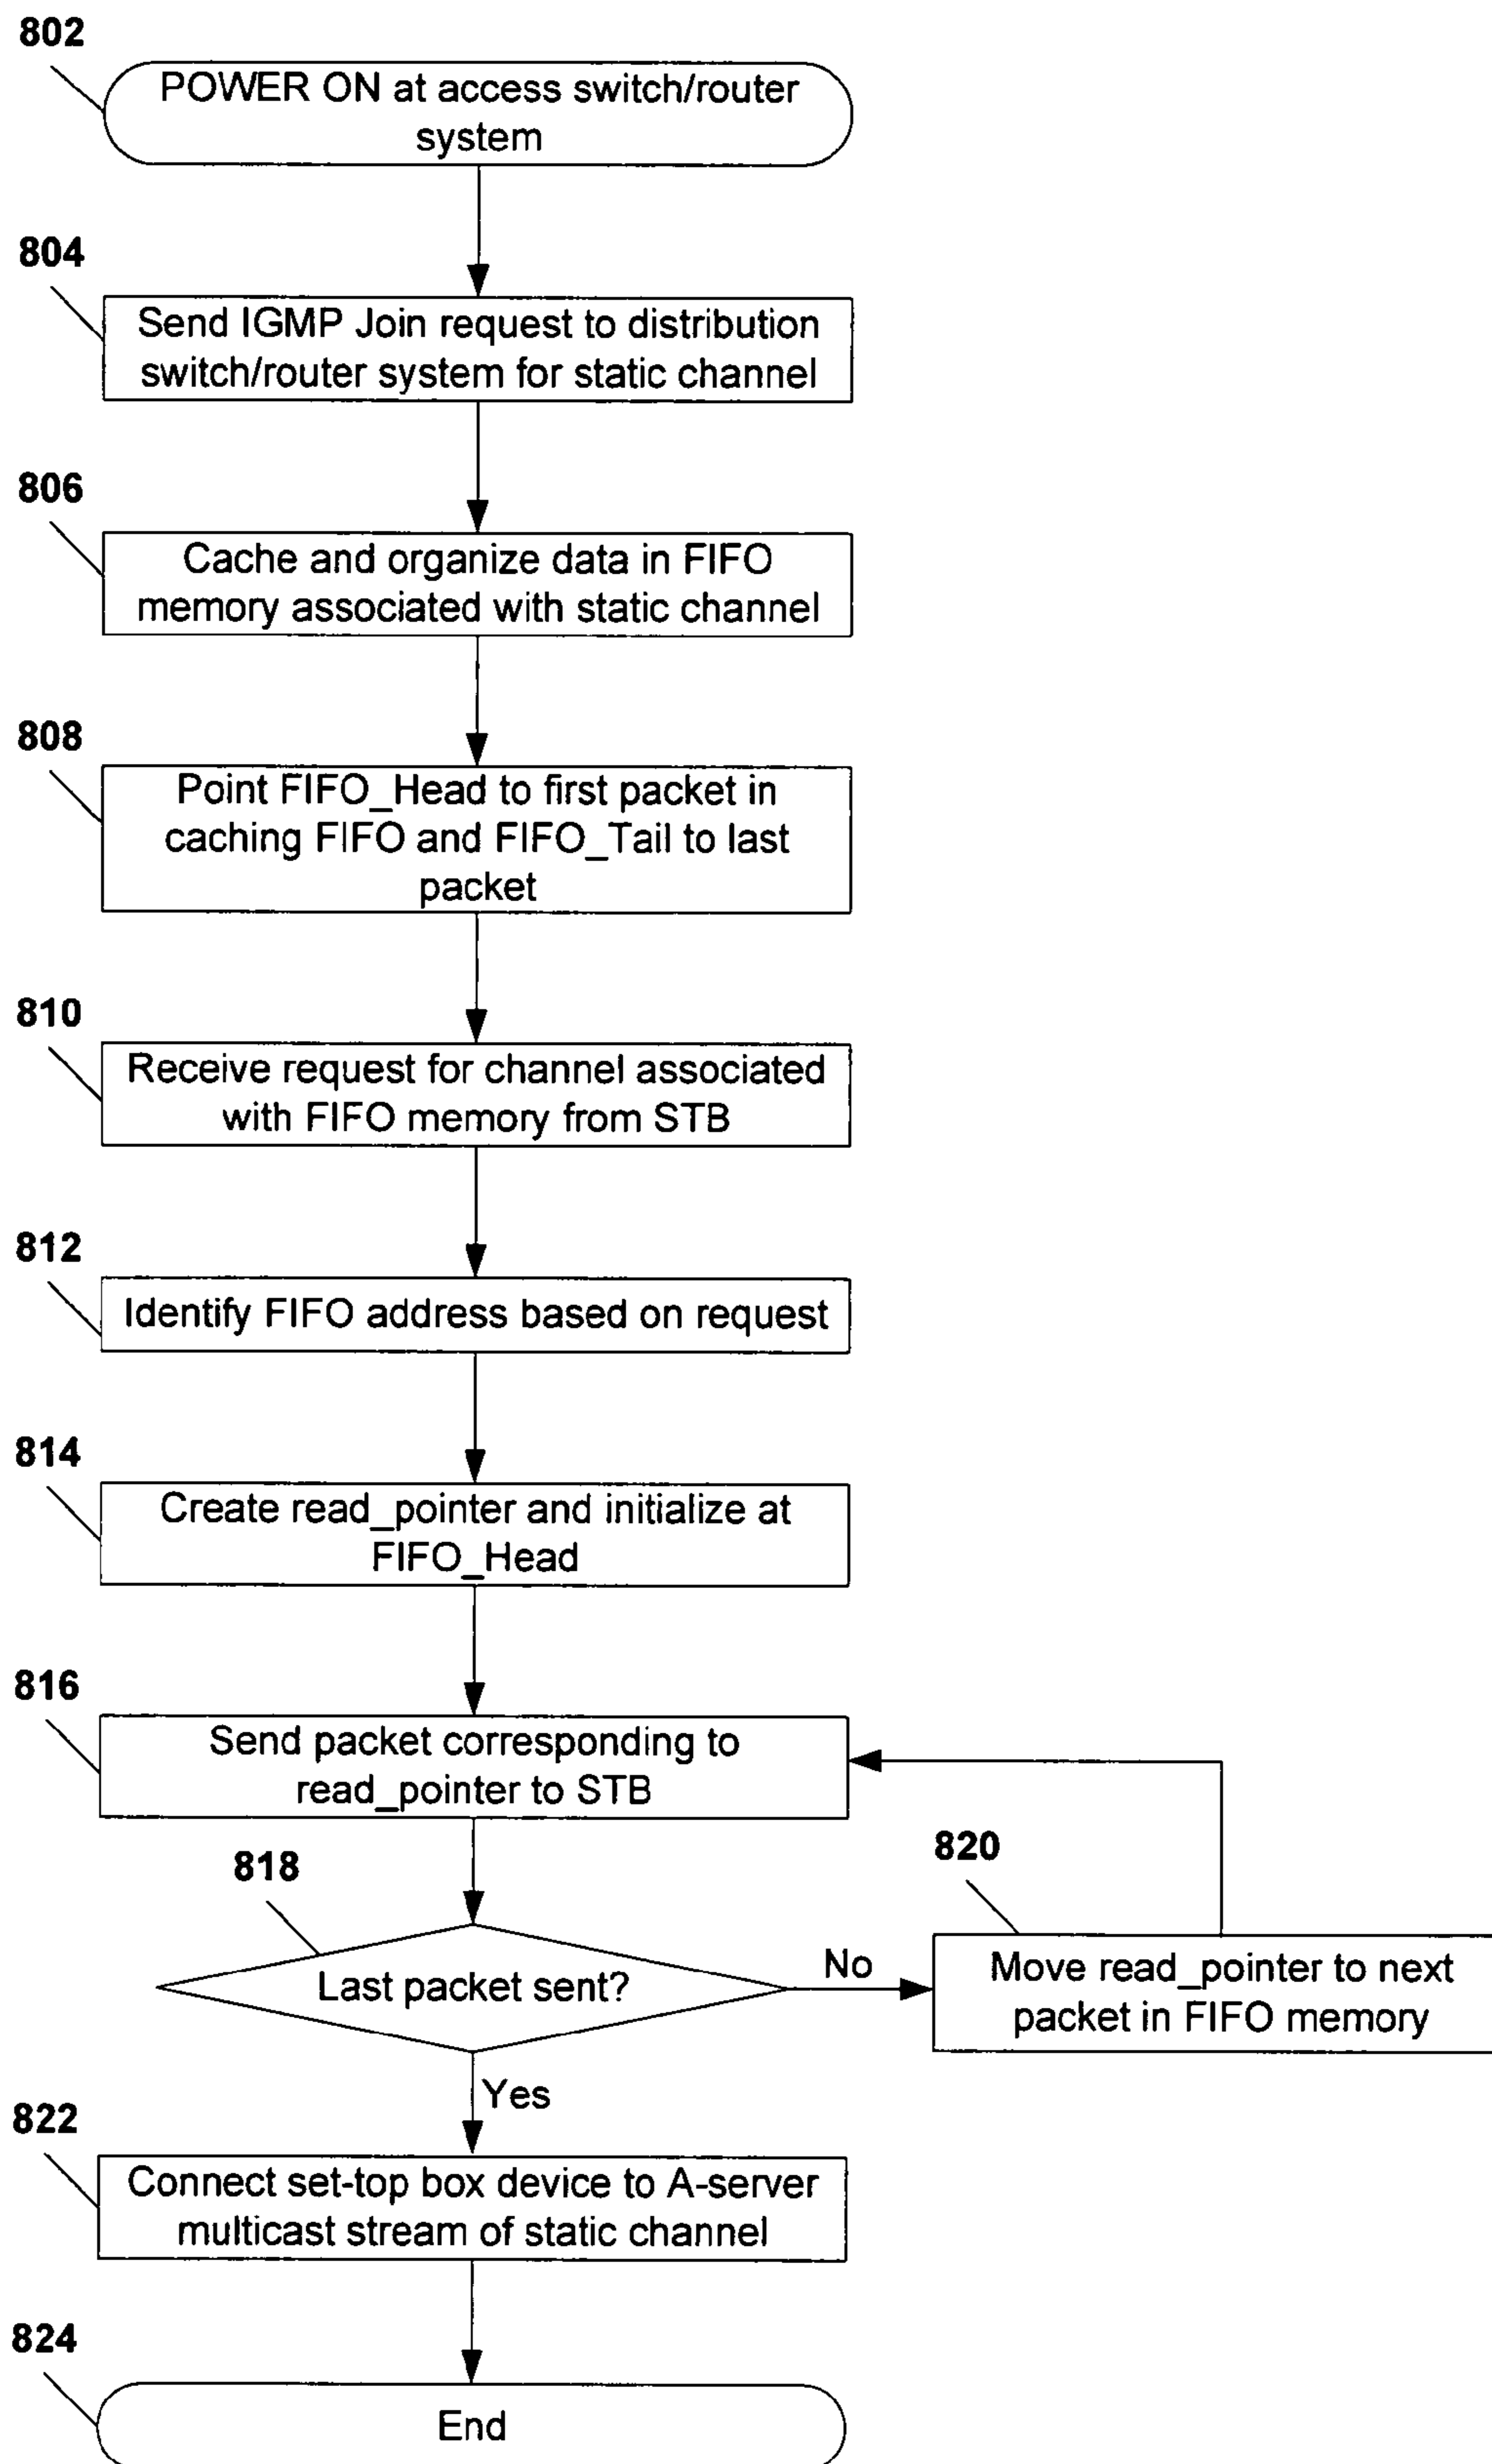 802
POWER ON at access switch/router
system
804
Send IGMP Join request to distribution
switch/router system for static channel
806
Cache and organize data in FIFO
memory associated with static channel
808
Point FIFO_Head to first packet in
caching FIFO and FIFO_Tail to last
packet
810
Receive request for channel associated
with FIFO memory from STB
812
Identify FIFO address based on request
814
Create read_pointer and initialize at
FIFO_Head
816
Send packet corresponding to
read_pointer to STB
818
Last packet sent?
No
820
Move read_pointer to next
packet in FIFO memory
Yes
822
Connect set-top box device to A-server
multicast stream of static channel
824
End